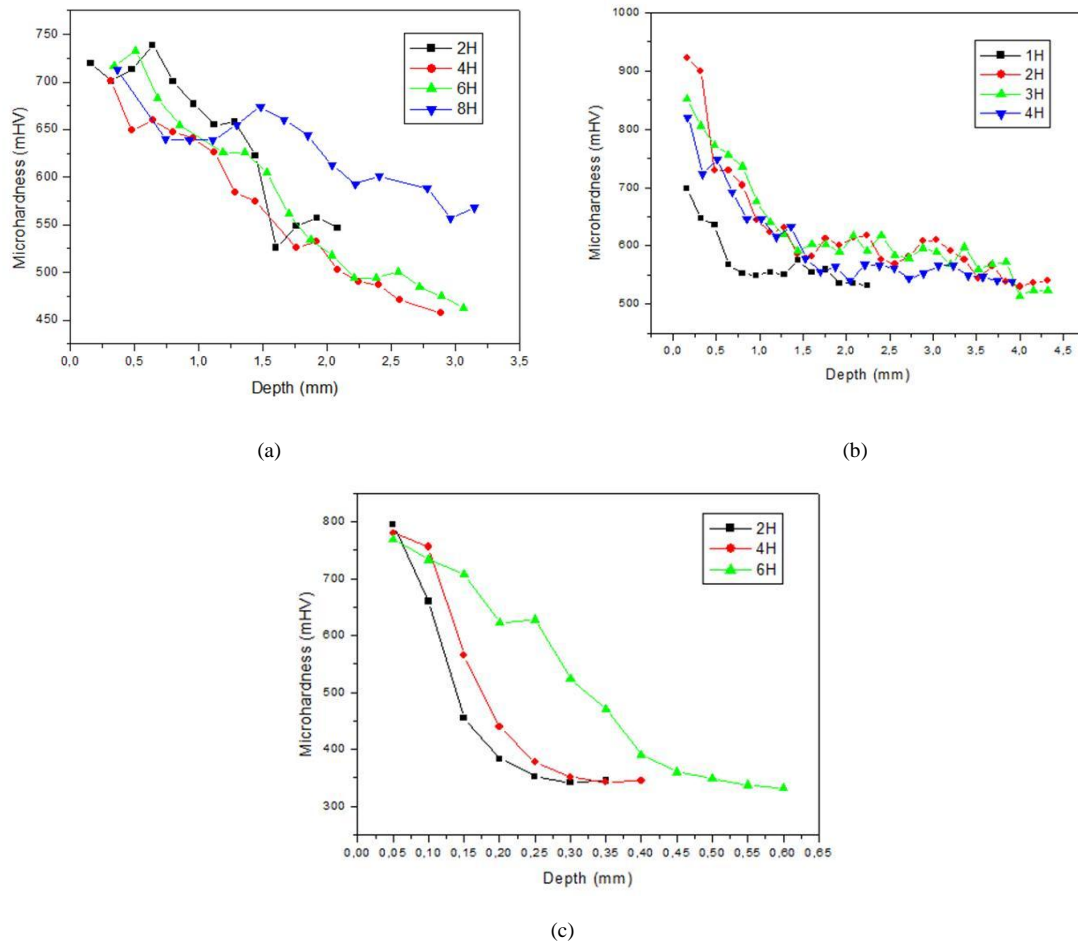 750
700
650
600
550
500
450
Microhardness (mHV)
2H
4H
6H
8H
0,0 0,5 1,0 1,5 2,0 2,5 3,0 3,5
Depth (mm)
(a)
1000
900
800
700
600
500
Microhardness (mHV)
1H
2H
3H
4H
0,0 0,5 1,0 1,5 2,0 2,5 3,0 3,5 4,0 4,5
Depth (mm)
(b)
800
700
600
500
400
300
Microhardness (mHV)
2H
4H
6H
0,00 0,05 0,10 0,15 0,20 0,25 0,30 0,35 0,40 0,45 0,50 0,55 0,60 0,65
Depth (mm)
(c)